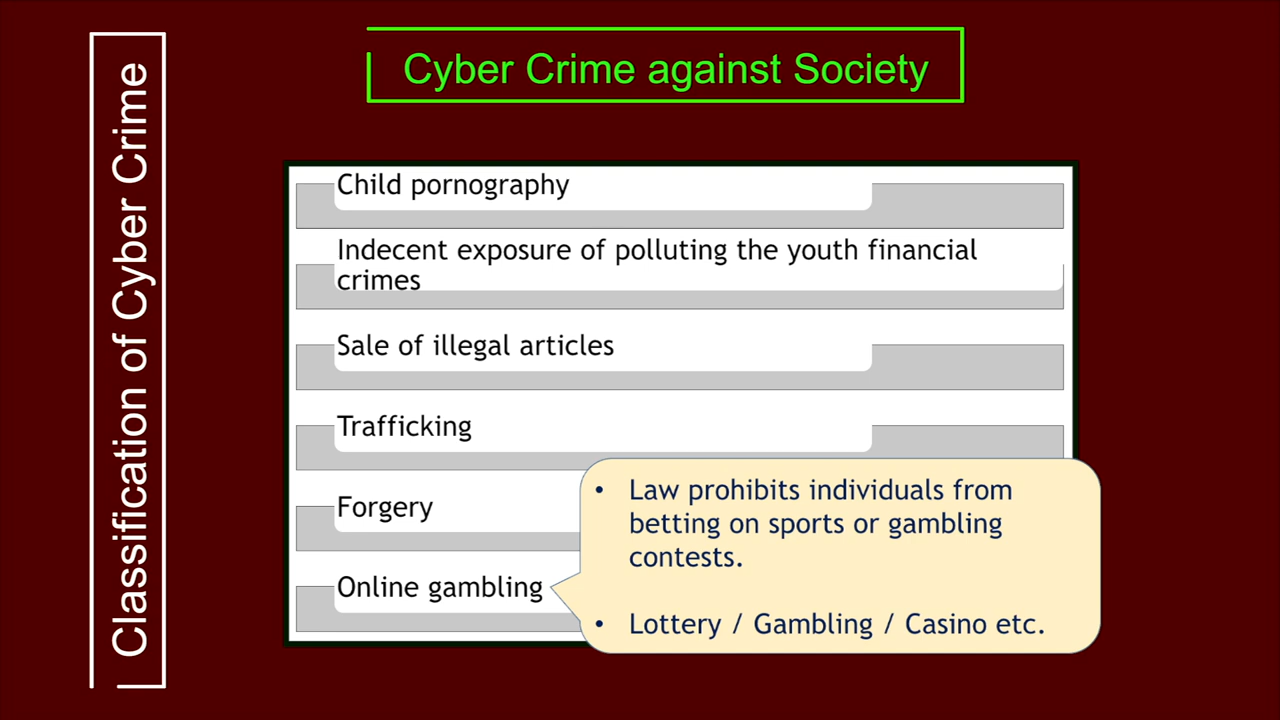 Classification of Cyber Crime
Cyber Crime against Society
Child pornography
Indecent exposure of polluting the youth financial
crimes
Sale of illegal articles
Trafficking
Forgery
Online gambling
• Law prohibits individuals from
betting on sports or gambling
contests.
• Lottery / Gambling / Casino etc.